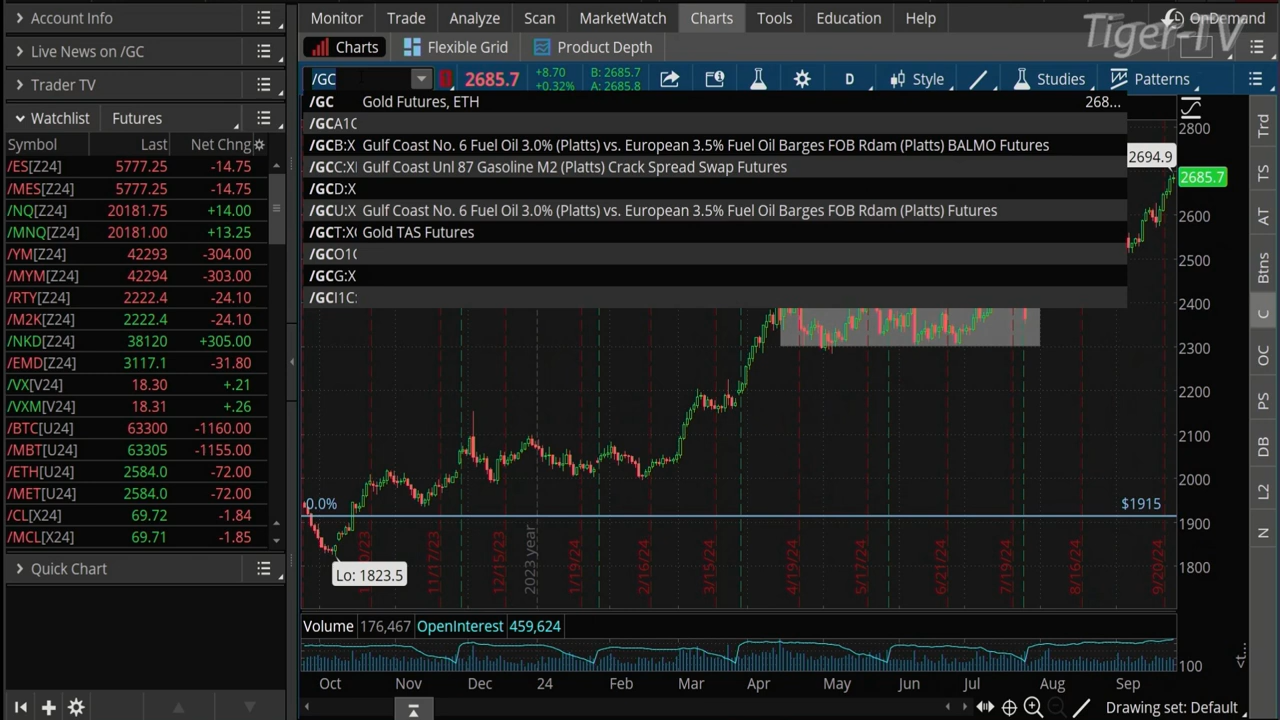 Account Info
Live News on /GC
Trader TV
Watchlist Futures
Symbol Last Net Chng
/ES[Z24] 5777.25 -14.75
/MES[Z24] 5777.25 -14.75
/NQ[Z24] 20181.75 +14.00
/MNQ[Z24] 20181.00 +13.25
/YM[Z24] 42293 -304.00
/MYM[Z24] 42294 -303.00
/RTY[Z24] 2222.4 -24.10
/M2K[Z24] 2222.4 -24.10
/NKD[Z24] 38120 +305.00
/EMD[Z24] 3117.1 -31.80
/VX[V24] 18.30 +.21
/VXM[V24] 18.31 +.26
/BTC[U24] 63300 -1160.00
/MBT[U24] 63305 -1155.00
/ETH[U24] 2584.0 -72.00
/MET[U24] 2584.0 -72.00
/CL[X24] 69.72 -1.84
/MCL[X24] 69.71 -1.85
Quick Chart
Monitor Trade Analyze Scan MarketWatch Charts Tools Education Help OnDemand
Tiger-TV
Charts Flexible Grid Product Depth
/GC 2685.7 +8.70 B: 2685.7
+0.32% A: 2685.8
D Style Studies Patterns
/GC Gold Futures, ETH 268...
/GCA1C
/GCB:X Gulf Coast No. 6 Fuel Oil 3.0% (Platts) vs. European 3.5% Fuel Oil Barges FOB Rdam (Platts) BALMO Futures
/GCC:X Gulf Coast Unl 87 Gasoline M2 (Platts) Crack Spread Swap Futures
/GCD:X
/GCU:X Gulf Coast No. 6 Fuel Oil 3.0% (Platts) vs. European 3.5% Fuel Oil Barges FOB Rdam (Platts) Futures
/GCT:X Gold TAS Futures
/GCO1C
/GCG:X
/GCI1C:
2800
2694.9
2685.7
2600
2500
2400
2300
2200
2100
2000
1900
1800
0.0%
$1915
Lo: 1823.5
11/17/23
12/15/23
2023 year
1/19/24
2/16/24
3/15/24
4/19/24
5/17/24
6/21/24
7/19/24
8/16/24
9/20/24
Volume 176,467 OpenInterest 459,624
100
Oct Nov Dec 24 Feb Mar Apr May Jun Jul Aug Sep
Drawing set: Default
Trd
TS
AT
Btns
C
OC
PS
DB
L2
N